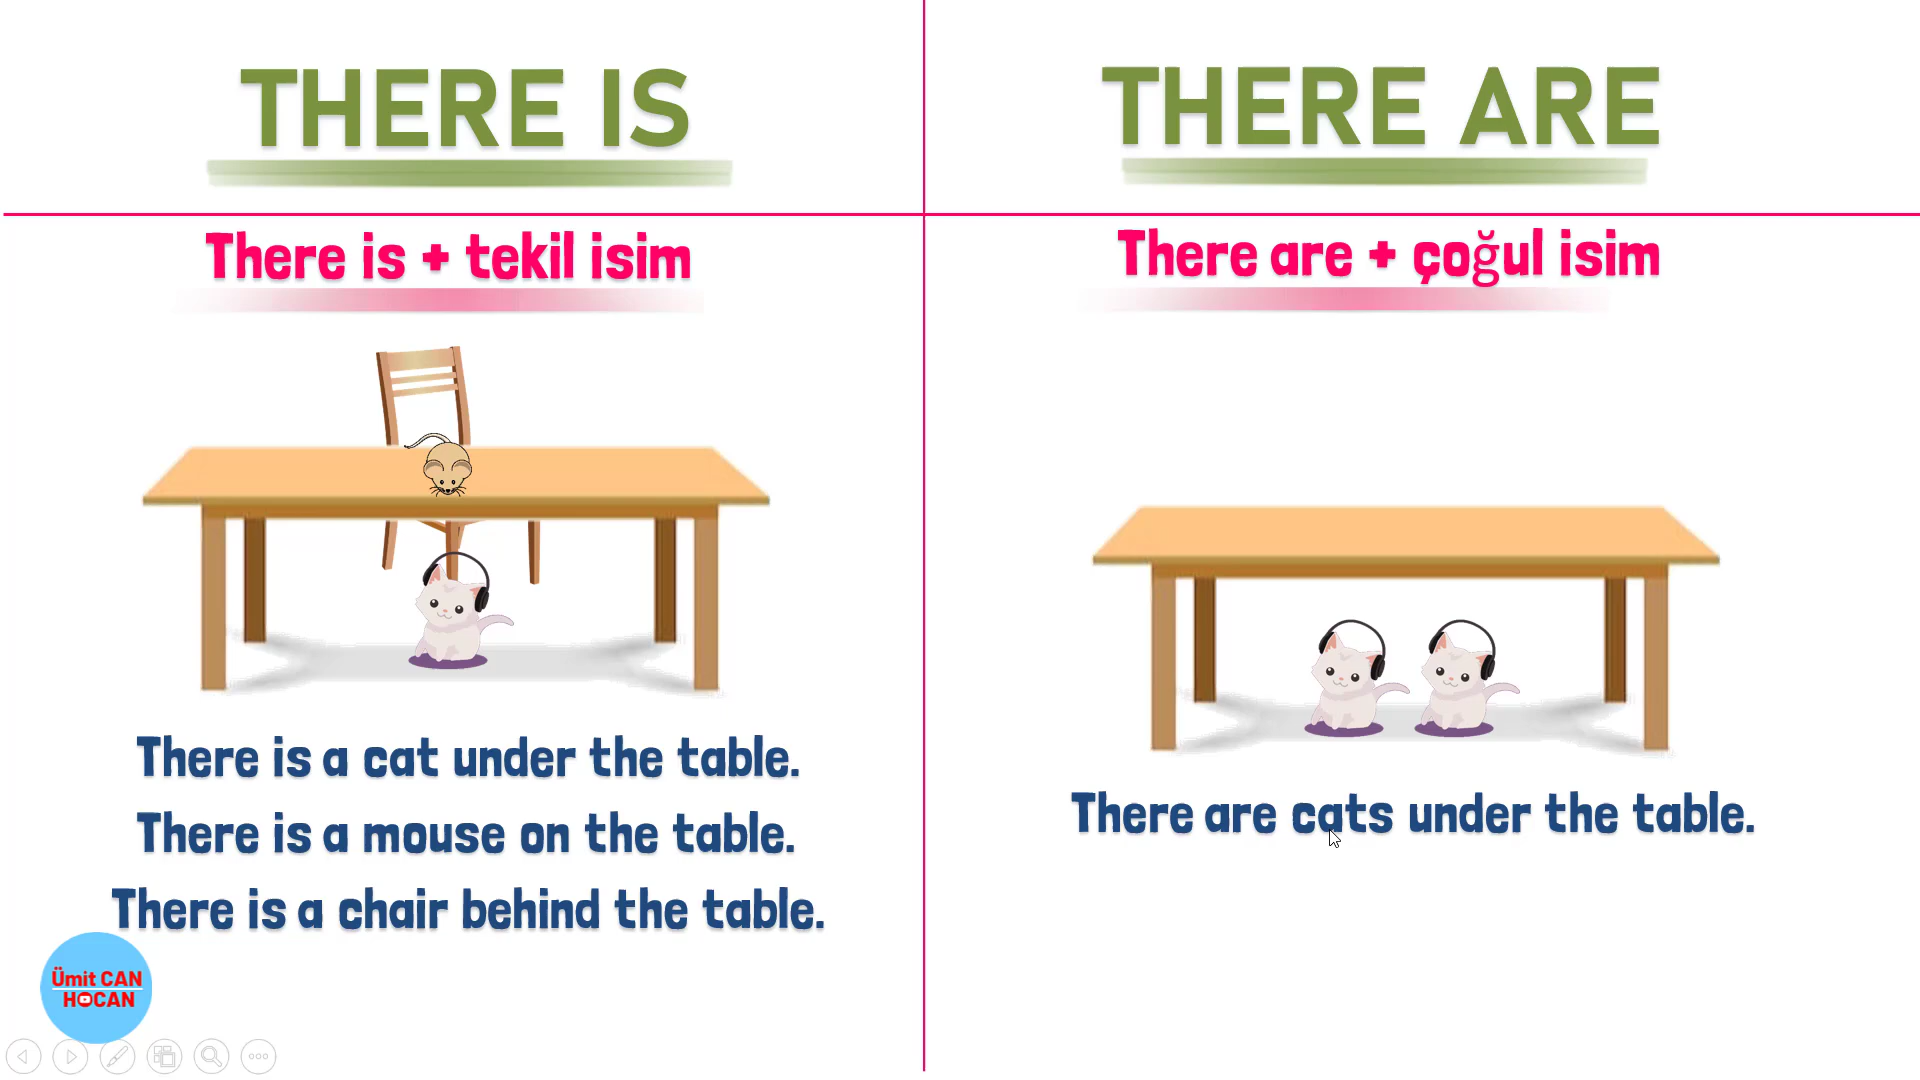 THERE IS
There is + tekil isim
There is a cat under the table.
There is a mouse on the table.
There is a chair behind the table.
THERE ARE
There are + çoğul isim
There are cats under the table.
Ümit CAN
HOCAN